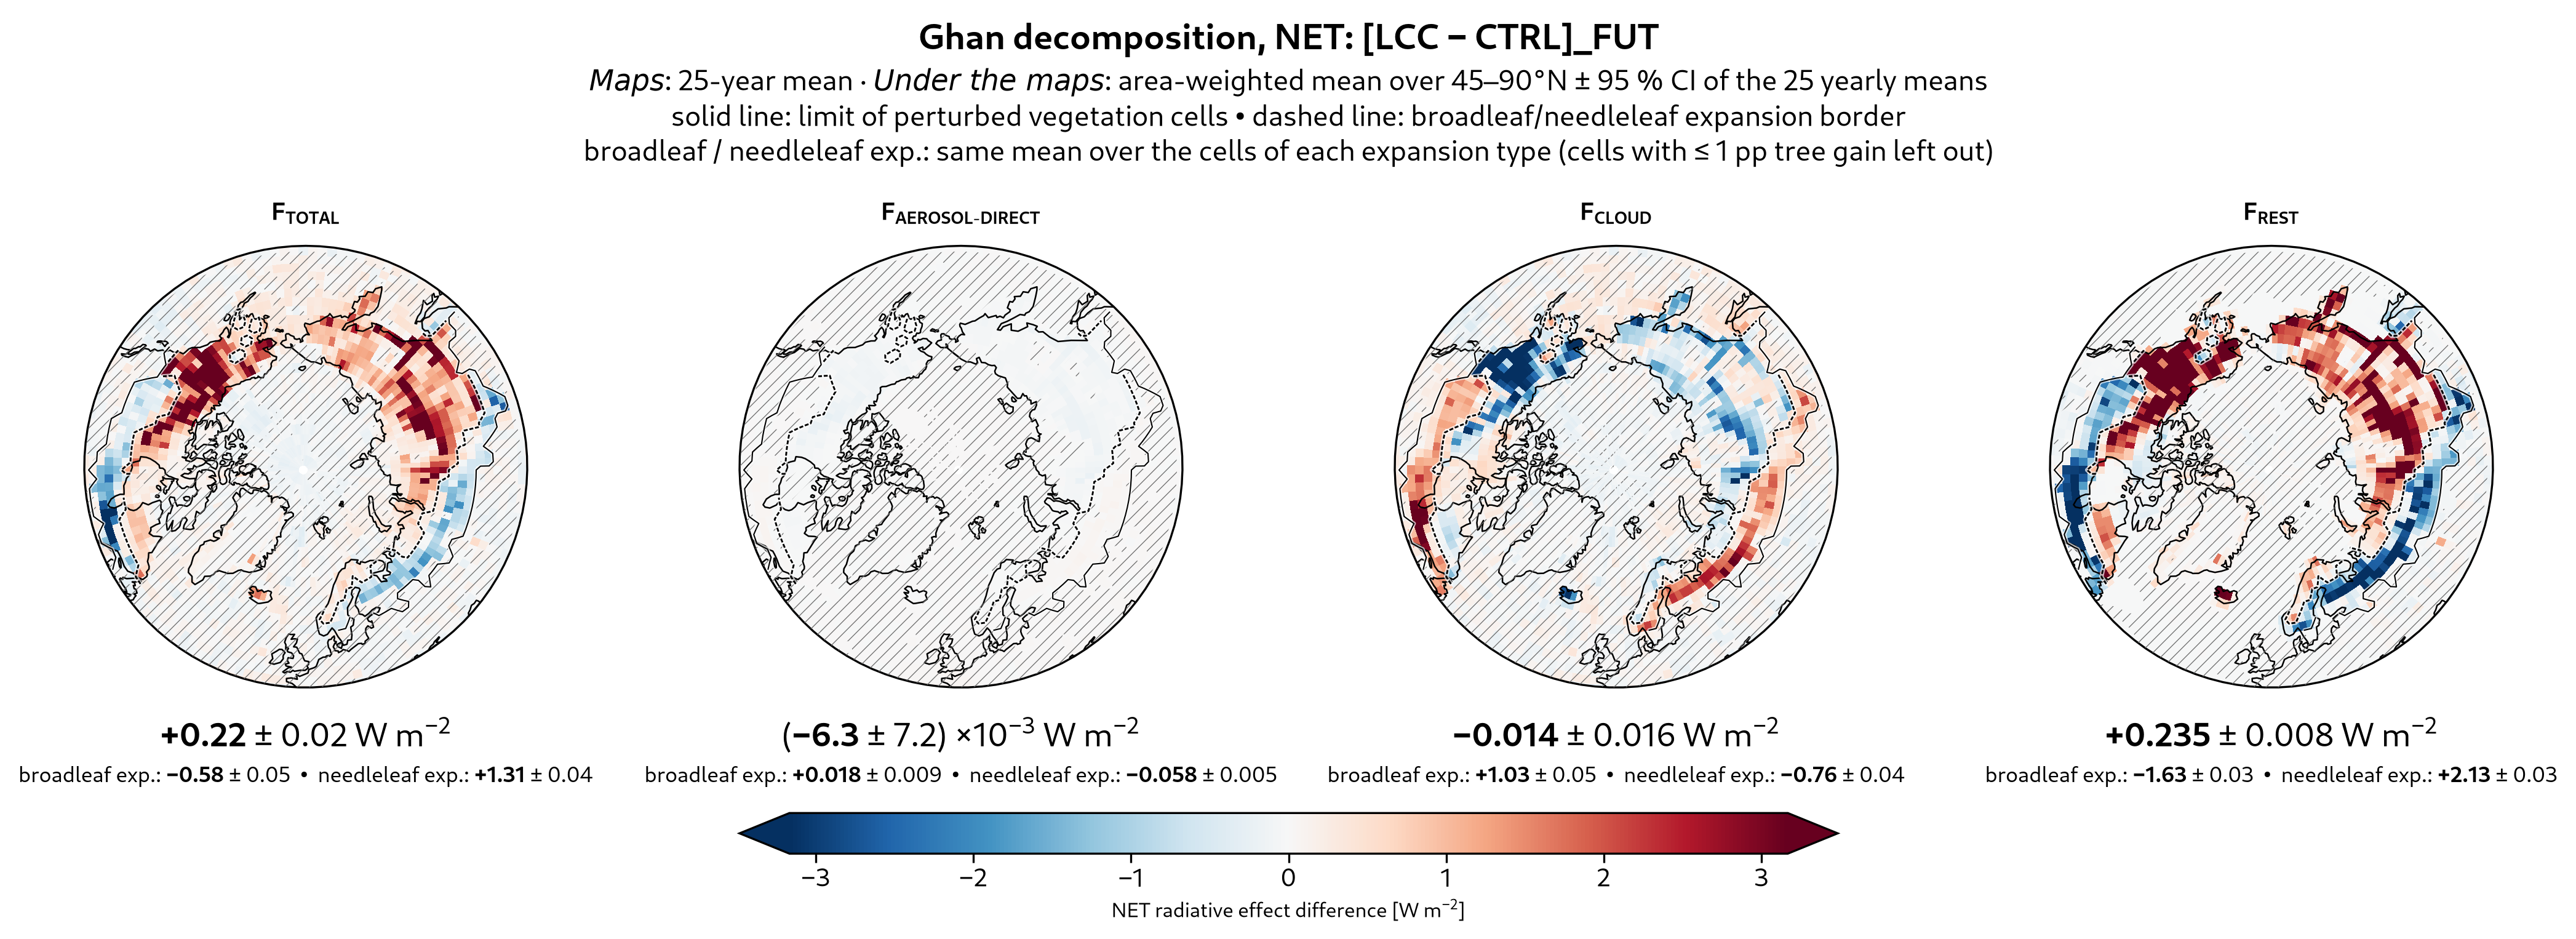 Ghan decomposition, NET: [LCC − CTRL]_FUT
Maps: 25-year mean · Under the maps: area-weighted mean over 45–90°N ± 95 % CI of the 25 yearly means
solid line: limit of perturbed vegetation cells • dashed line: broadleaf/needleleaf expansion border
broadleaf / needleleaf exp.: same mean over the cells of each expansion type (cells with ≤ 1 pp tree gain left out)
F_TOTAL
F_AEROSOL-DIRECT
F_CLOUD
F_REST
+0.22 ± 0.02 W m⁻²
(−6.3 ± 7.2) ×10⁻³ W m⁻²
−0.014 ± 0.016 W m⁻²
+0.235 ± 0.008 W m⁻²
broadleaf exp.: −0.58 ± 0.05 • needleleaf exp.: +1.31 ± 0.04
broadleaf exp.: +0.018 ± 0.009 • needleleaf exp.: −0.058 ± 0.005
broadleaf exp.: +1.03 ± 0.05 • needleleaf exp.: −0.76 ± 0.04
broadleaf exp.: −1.63 ± 0.03 • needleleaf exp.: +2.13 ± 0.03
−3 −2 −1 0 1 2 3
NET radiative effect difference [W m⁻²]